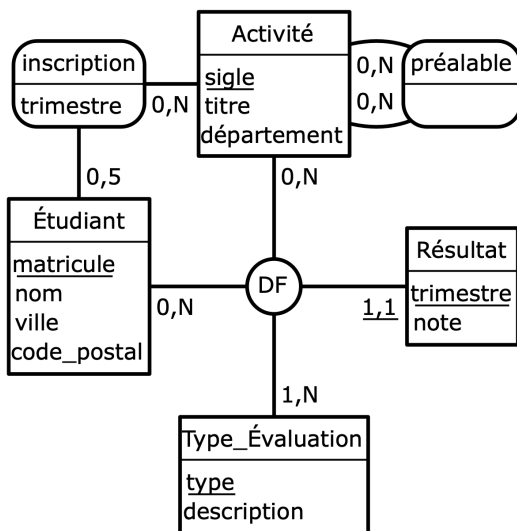 Activité
sigle
titre
département
inscription
trimestre
0,N
0,N
0,N
préalable
0,5
0,N
Étudiant
matricule
nom
ville
code_postal
DF
0,N
1,1
Résultat
trimestre
note
1,N
Type_Évaluation
type
description